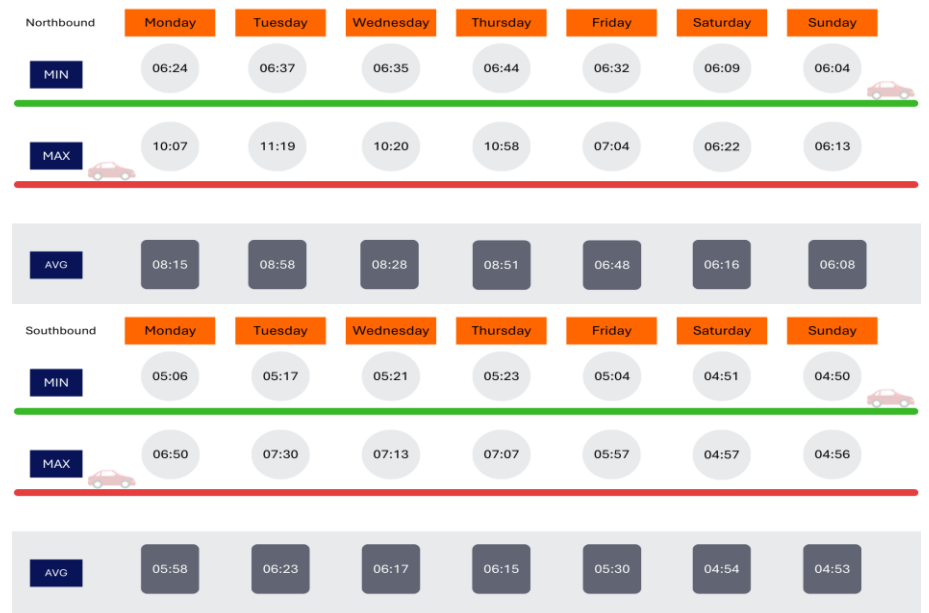 Northbound Monday Tuesday Wednesday Thursday Friday Saturday Sunday
MIN 06:24 06:37 06:35 06:44 06:32 06:09 06:04
MAX 10:07 11:19 10:20 10:58 07:04 06:22 06:13
AVG 08:15 08:58 08:28 08:51 06:48 06:16 06:08
Southbound Monday Tuesday Wednesday Thursday Friday Saturday Sunday
MIN 05:06 05:17 05:21 05:23 05:04 04:51 04:50
MAX 06:50 07:30 07:13 07:07 05:57 04:57 04:56
AVG 05:58 06:23 06:17 06:15 05:30 04:54 04:53